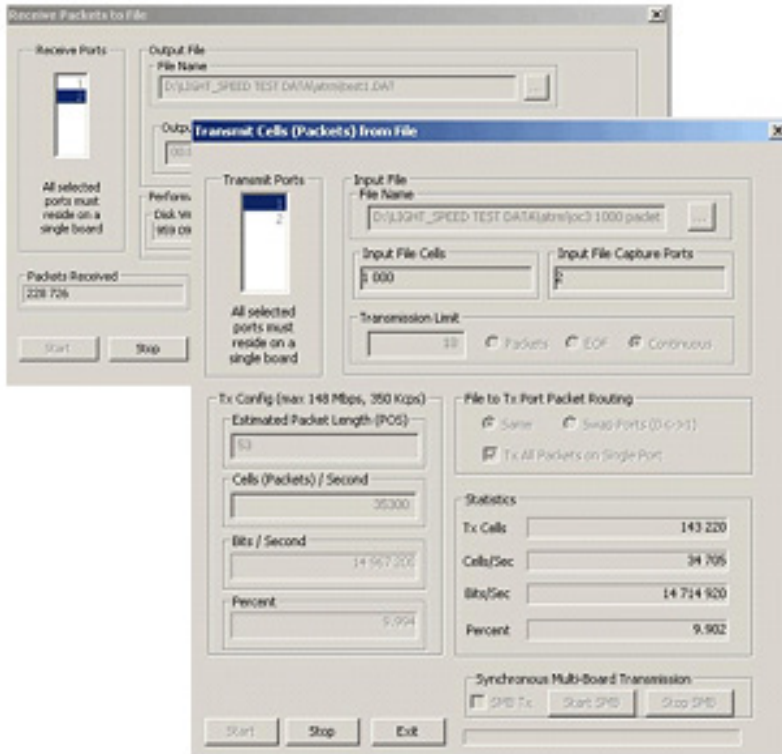 Receive Packets to File
Receive Ports
1
2
All selected
ports must
reside on a
single board
Output File
File Name
D:\LIGHT_SPEED TEST DATA\atm\test1.DAT
...
Packets Received
228 726
Start
Stop
Transmit Cells (Packets) from File
Transmit Ports
1
2
All selected
ports must
reside on a
single board
Input File
File Name
D:\LIGHT_SPEED TEST DATA\atm\oc3 1000 packet
...
Input File Cells
1 000
Input File Capture Ports
2
Transmission Limit
10
Packets
EOF
Continuous
Tx Config (max 148 Mbps, 350 Kcps)
Estimated Packet Length (POS)
53
Cells (Packets) / Second
35300
Bits / Second
14 967 200
Percent
9.994
File to Tx Port Packet Routing
Same
Swap Ports (0<->1)
Tx All Packets on Single Port
Statistics
Tx Cells 143 220
Cells/Sec 34 705
Bits/Sec 14 714 920
Percent 9.902
Synchronous Multi-Board Transmission
SMB Tx
Start SMB
Stop SMB
Start
Stop
Exit